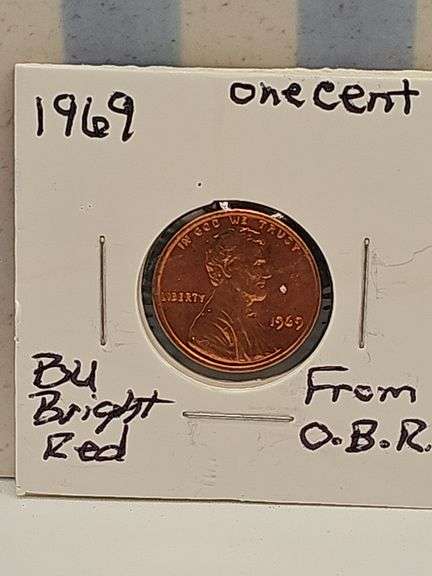 1969
one cent
IN GOD WE TRUST
LIBERTY
1969
BU
Bright
Red
From
O.B.R.